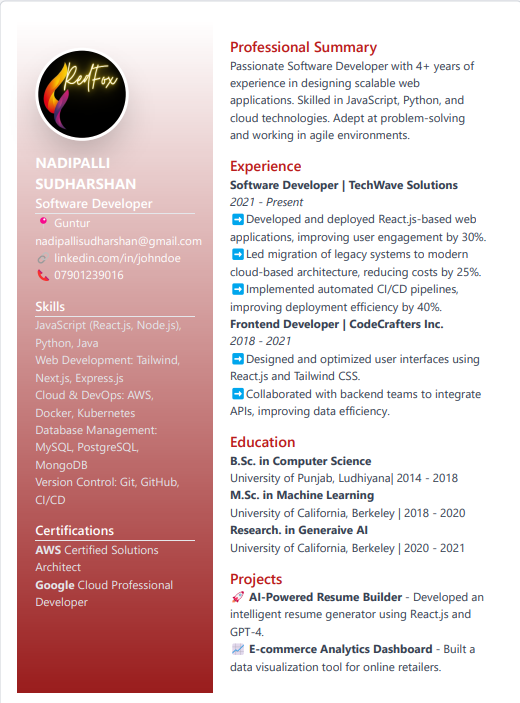 RedFox
NADIPALLI
SUDHARSHAN
Software Developer
Guntur
nadipallisudharshan@gmail.com
linkedin.com/in/johndoe
07901239016
Skills
JavaScript (React.js, Node.js),
Python, Java
Web Development: Tailwind,
Next.js, Express.js
Cloud & DevOps: AWS,
Docker, Kubernetes
Database Management:
MySQL, PostgreSQL,
MongoDB
Version Control: Git, GitHub,
CI/CD
Certifications
AWS Certified Solutions
Architect
Google Cloud Professional
Developer
Professional Summary
Passionate Software Developer with 4+ years of
experience in designing scalable web
applications. Skilled in JavaScript, Python, and
cloud technologies. Adept at problem-solving
and working in agile environments.
Experience
Software Developer | TechWave Solutions
2021 - Present
➡️Developed and deployed React.js-based web
applications, improving user engagement by 30%.
➡️Led migration of legacy systems to modern
cloud-based architecture, reducing costs by 25%.
➡️Implemented automated CI/CD pipelines,
improving deployment efficiency by 40%.
Frontend Developer | CodeCrafters Inc.
2018 - 2021
➡️Designed and optimized user interfaces using
React.js and Tailwind CSS.
➡️Collaborated with backend teams to integrate
APIs, improving data efficiency.
Education
B.Sc. in Computer Science
University of Punjab, Ludhiyana| 2014 - 2018
M.Sc. in Machine Learning
University of California, Berkeley | 2018 - 2020
Research. in Generaive AI
University of California, Berkeley | 2020 - 2021
Projects
🚀 AI-Powered Resume Builder - Developed an
intelligent resume generator using React.js and
GPT-4.
📈 E-commerce Analytics Dashboard - Built a
data visualization tool for online retailers.